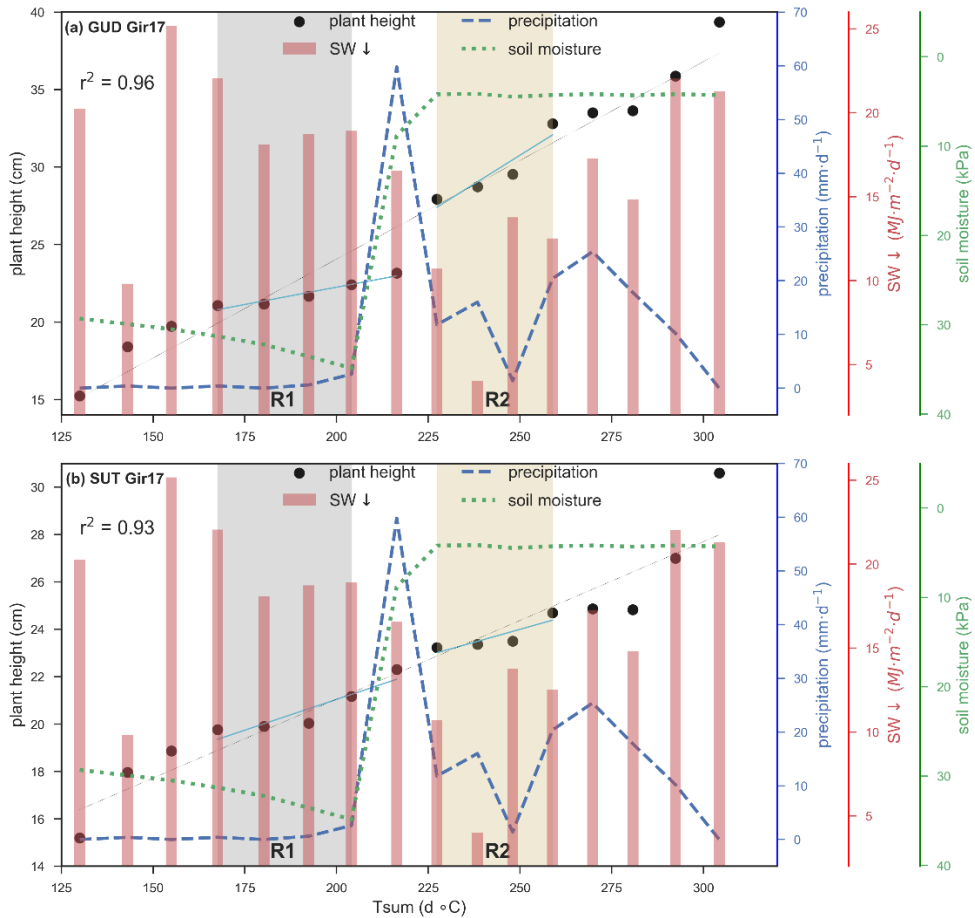 (a) GUD Gir17
plant height
precipitation
SW ↓
soil moisture
r² = 0.96
R1
R2
40
35
30
25
20
15
plant height (cm)
125 150 175 200 225 250 275 300
70
60
50
40
30
20
10
0
precipitation (mm·d⁻¹)
25
20
15
10
5
SW ↓ (MJ·m⁻²·d⁻¹)
0
10
20
30
40
soil moisture (kPa)
(b) SUT Gir17
plant height
precipitation
SW ↓
soil moisture
r² = 0.93
R1
R2
30
28
26
24
22
20
18
16
14
plant height (cm)
125 150 175 200 225 250 275 300
Tsum (d ∘C)
70
60
50
40
30
20
10
0
precipitation (mm·d⁻¹)
25
20
15
10
5
SW ↓ (MJ·m⁻²·d⁻¹)
0
10
20
30
40
soil moisture (kPa)